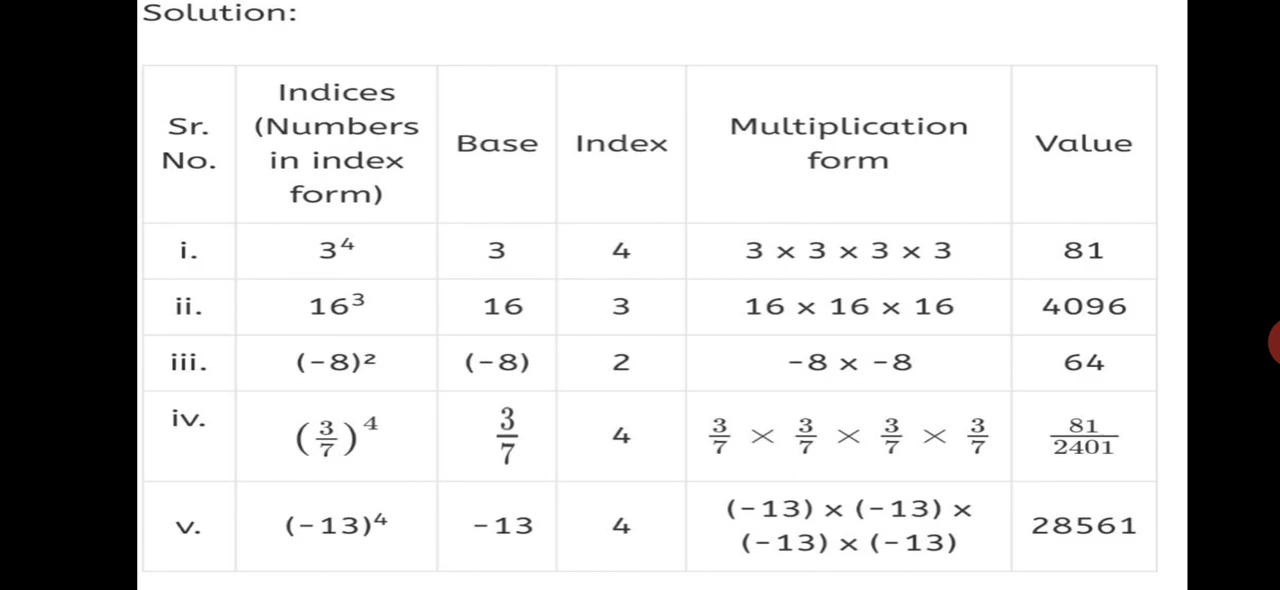 Solution:
Sr. No. | Indices (Numbers in index form) | Base | Index | Multiplication form | Value
i. | 3⁴ | 3 | 4 | 3 × 3 × 3 × 3 | 81
ii. | 16³ | 16 | 3 | 16 × 16 × 16 | 4096
iii. | (-8)² | (-8) | 2 | -8 × -8 | 64
iv. | (3/7)⁴ | 3/7 | 4 | 3/7 × 3/7 × 3/7 × 3/7 | 81/2401
v. | (-13)⁴ | -13 | 4 | (-13) × (-13) × (-13) × (-13) | 28561